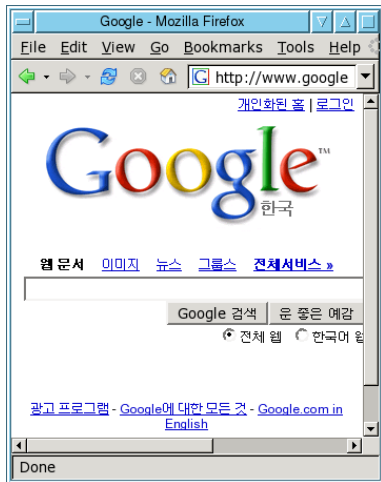 Google - Mozilla Firefox
File Edit View Go Bookmarks Tools Help
G http://www.google
개인화된 홈 | 로그인
Google™
한국
웹 문서 이미지 뉴스 그룹스 전체서비스 »
Google 검색 운 좋은 예감
전체 웹 한국어 웹
광고 프로그램 - Google에 대한 모든 것 - Google.com in
English
Done